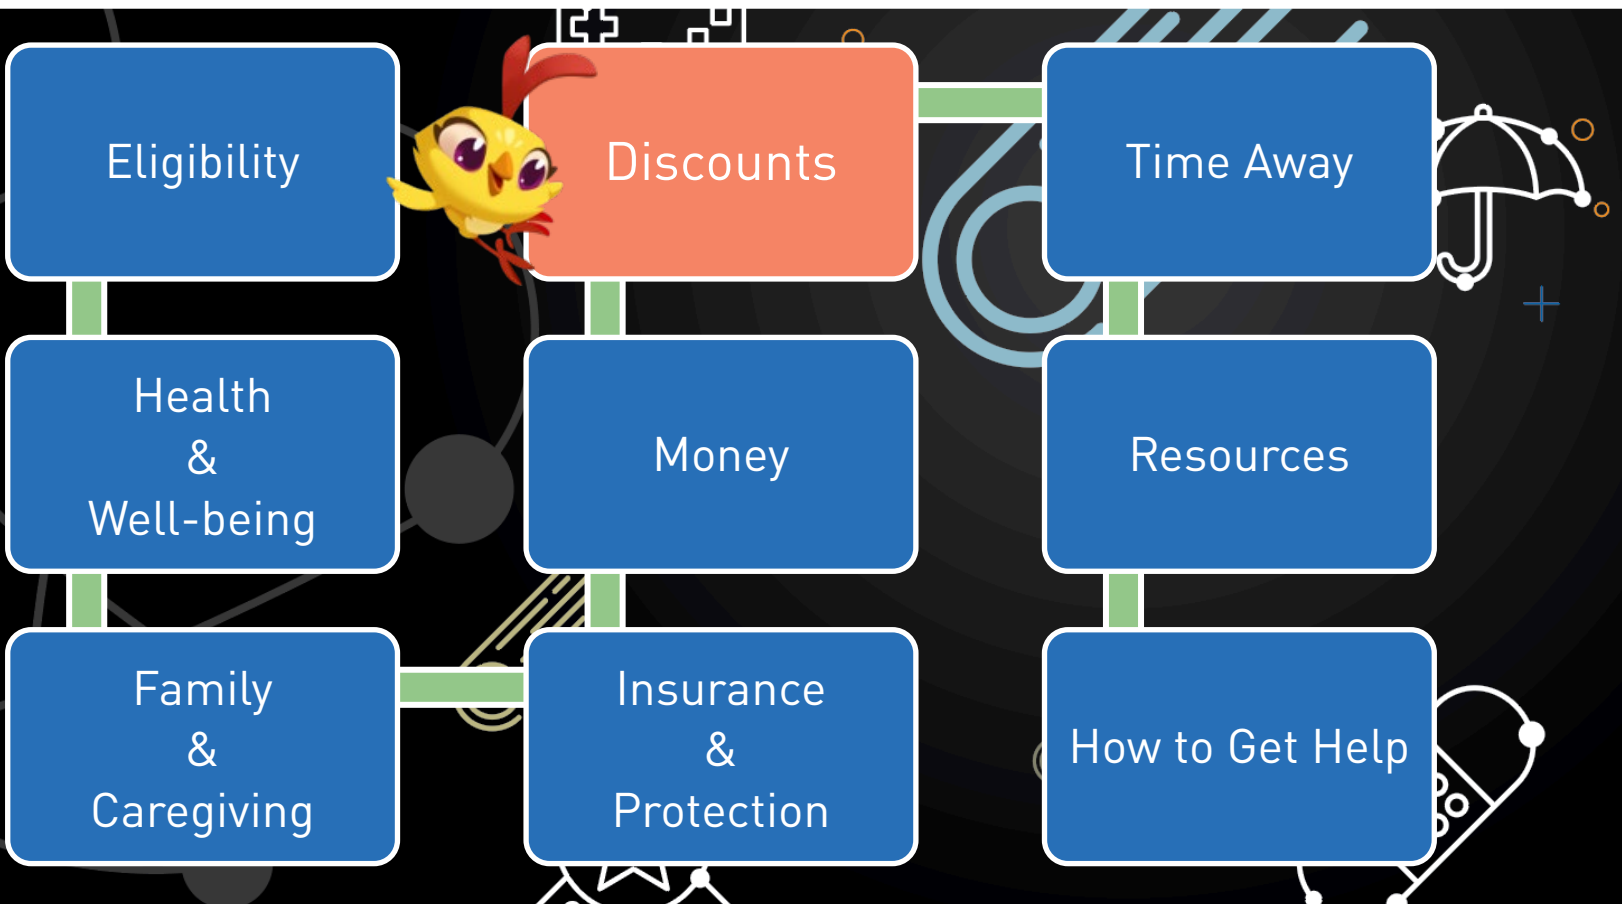 Eligibility
Health
&
Well-being
Family
&
Caregiving
Insurance
&
Protection
Money
Discounts
Time Away
Resources
How to Get Help